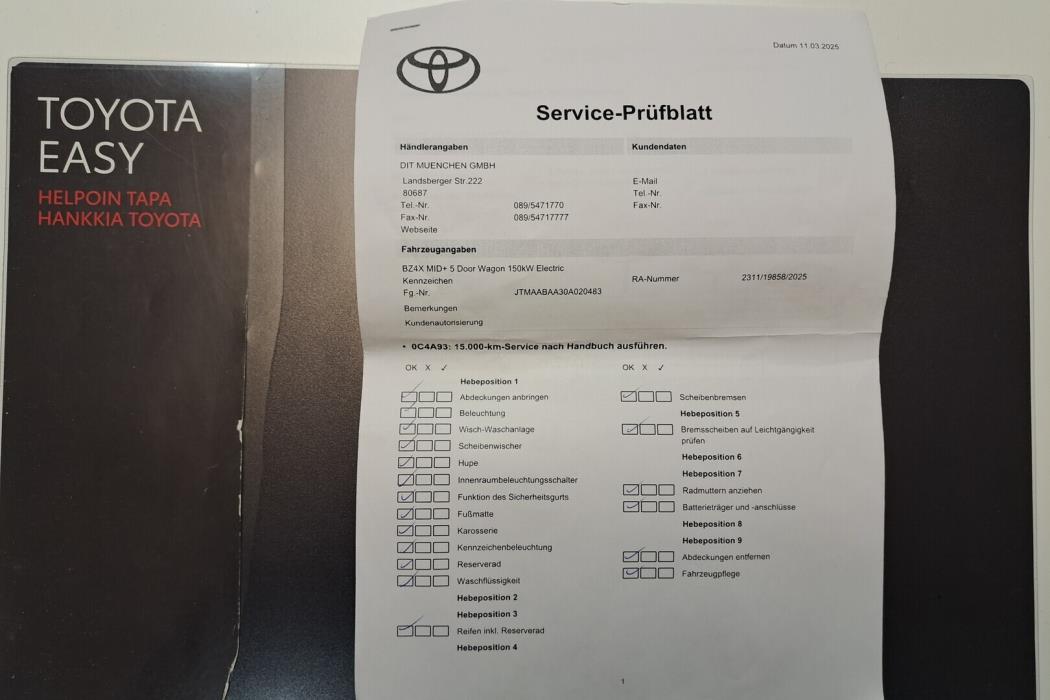 TOYOTA
EASY
HELPOIN TAPA
HANKKIA TOYOTA
Datum 11.03.2025
Service-Prüfblatt
Händlerangaben Kundendaten
DIT MUENCHEN GMBH
Landsberger Str.222 E-Mail
80687 Tel.-Nr.
Tel.-Nr. 089/5471770 Fax-Nr.
Fax-Nr. 089/54717777
Webseite
Fahrzeugangaben
BZ4X MID+ 5 Door Wagon 150kW Electric
Kennzeichen RA-Nummer 2311/19858/2025
Fg.-Nr. JTMAABAA30A020483
Bemerkungen
Kundenautorisierung
• 0C4A93: 15.000-km-Service nach Handbuch ausführen.
OK X ✓
Hebeposition 1
Abdeckungen anbringen
Beleuchtung
Wisch-Waschanlage
Scheibenwischer
Hupe
Innenraumbeleuchtungsschalter
Funktion des Sicherheitsgurts
Fußmatte
Karosserie
Kennzeichenbeleuchtung
Reserverad
Waschflüssigkeit
Hebeposition 2
Hebeposition 3
Reifen inkl. Reserverad
Hebeposition 4
OK X ✓
Scheibenbremsen
Hebeposition 5
Bremsscheiben auf Leichtgängigkeit
prüfen
Hebeposition 6
Hebeposition 7
Radmuttern anziehen
Batterieträger und -anschlüsse
Hebeposition 8
Hebeposition 9
Abdeckungen entfernen
Fahrzeugpflege
1